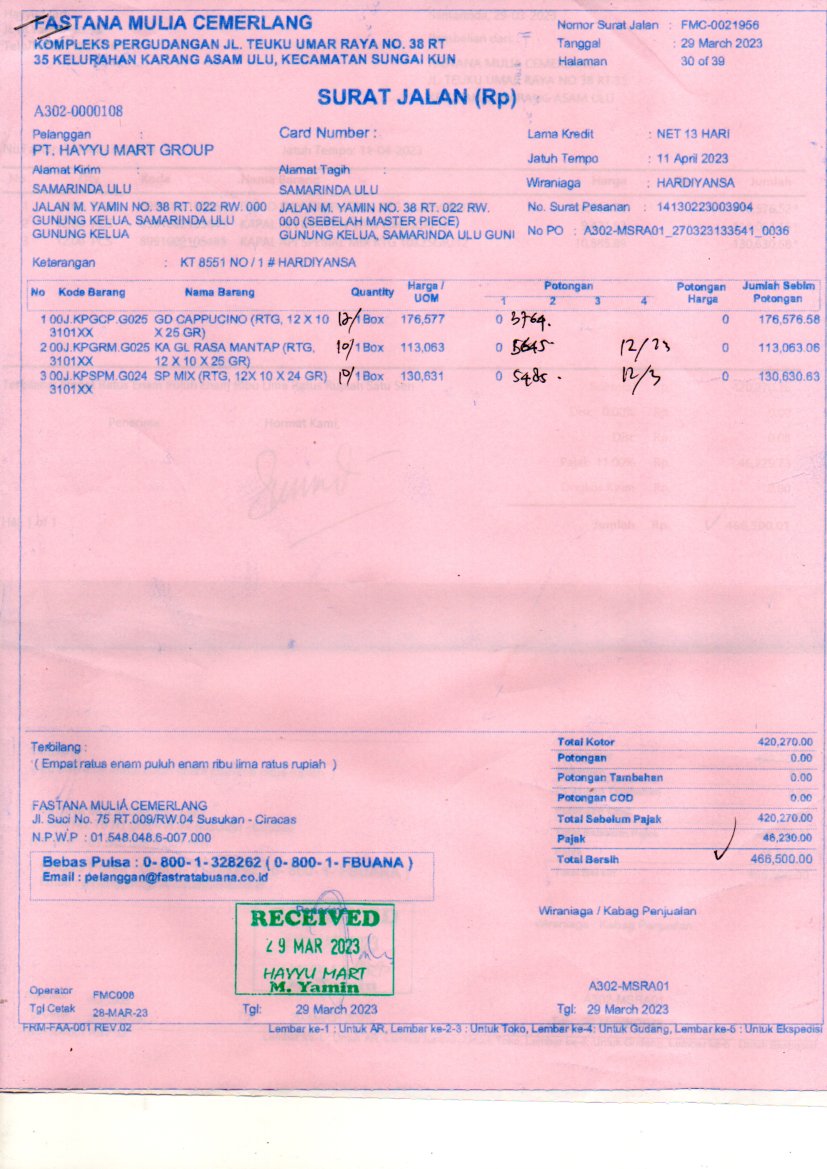 FASTANA MULIA CEMERLANG
KOMPLEKS PERGUDANGAN JL. TEUKU UMAR RAYA NO. 38 RT
35 KELURAHAN KARANG ASAM ULU, KECAMATAN SUNGAI KUN
Nomor Surat Jalan : FMC-0021956
Tanggal : 29 March 2023
Halaman 30 of 39
SURAT JALAN (Rp)
A302-0000108
Pelanggan :
PT. HAYYU MART GROUP
Card Number :
Lama Kredit : NET 13 HARI
Jatuh Tempo : 11 April 2023
Wiraniaga : HARDIYANSA
No. Surat Pesanan : 14130223003904
No PO : A302-MSRA01_270323133541_0036
Alamat Kirim :
SAMARINDA ULU
JALAN M. YAMIN NO. 38 RT. 022 RW. 000
GUNUNG KELUA, SAMARINDA ULU
GUNUNG KELUA
Alamat Tagih :
SAMARINDA ULU
JALAN M. YAMIN NO. 38 RT. 022 RW.
000 (SEBELAH MASTER PIECE)
GUNUNG KELUA, SAMARINDA ULU GUNI
Keterangan : KT 8551 NO / 1 # HARDIYANSA
No Kode Barang Nama Barang Quantity Harga / UOM Potongan 1 2 3 4 Potongan Harga Jumlah Seblm Potongan
1 00J.KPGCP.G025 GD CAPPUCINO (RTG, 12 X 10 12/ 1 Box 176,577 0 3764. 0 176,576.58
3101XX X 25 GR)
2 00J.KPGRM.G025 KA GL RASA MANTAP (RTG, 10/ 1 Box 113,063 0 5645 12/23 0 113,063.06
3101XX 12 X 10 X 25 GR)
3 00J.KPSPM.G024 SP MIX (RTG, 12X 10 X 24 GR) 10/ 1 Box 130,631 0 5485. 12/3 0 130,630.63
3101XX
Terbilang :
( Empat ratus enam puluh enam ribu lima ratus rupiah )
Total Kotor 420,270.00
Potongan 0.00
Potongan Tambahan 0.00
Potongan COD 0.00
Total Sebelum Pajak 420,270.00
Pajak 46,230.00
Total Bersih 466,500.00
FASTANA MULIA CEMERLANG
Jl. Suci No. 75 RT.009/RW.04 Susukan - Ciracas
N.P.W.P : 01.548.048.6-007.000
Bebas Pulsa : 0- 800- 1- 328262 ( 0- 800- 1- FBUANA )
Email : pelanggan@fastratabuana.co.id
RECEIVED
29 MAR 2023
HAYYU MART
M. Yamin
Wiraniaga / Kabag Penjualan
A302-MSRA01
Operator FMC008
Tgl Cetak 28-MAR-23
Tgl: 29 March 2023
Tgl: 29 March 2023
FRM-FAA-001 REV.02
Lembar ke-1 : Untuk AR, Lembar ke-2-3 : Untuk Toko, Lembar ke-4: Untuk Gudang, Lembar ke-5 : Untuk Ekspedisi